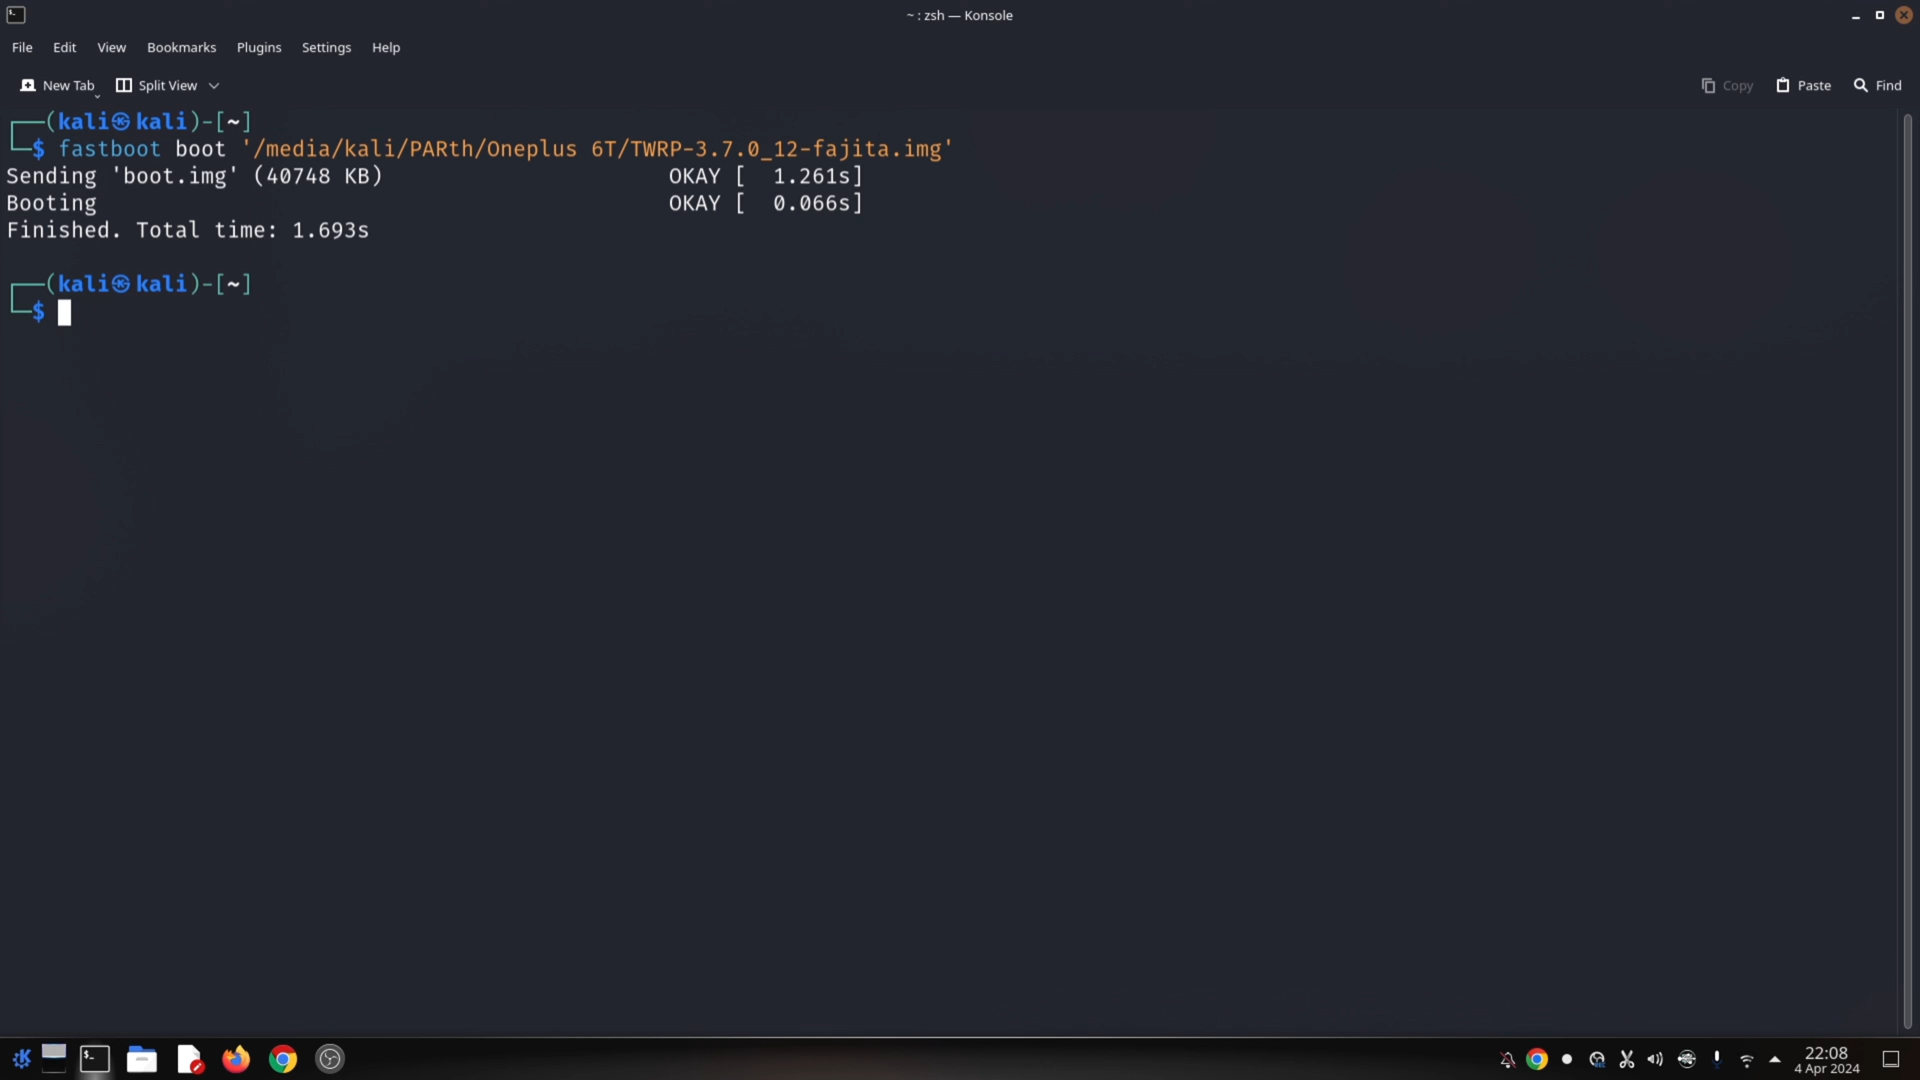 ~ : zsh — Konsole
File Edit View Bookmarks Plugins Settings Help
New Tab Split View Copy Paste Find
┌──(kali㉿kali)-[~]
└─$ fastboot boot '/media/kali/PARth/Oneplus 6T/TWRP-3.7.0_12-fajita.img'
Sending 'boot.img' (40748 KB) OKAY [ 1.261s]
Booting OKAY [ 0.066s]
Finished. Total time: 1.693s
┌──(kali㉿kali)-[~]
└─$
22:08
4 Apr 2024